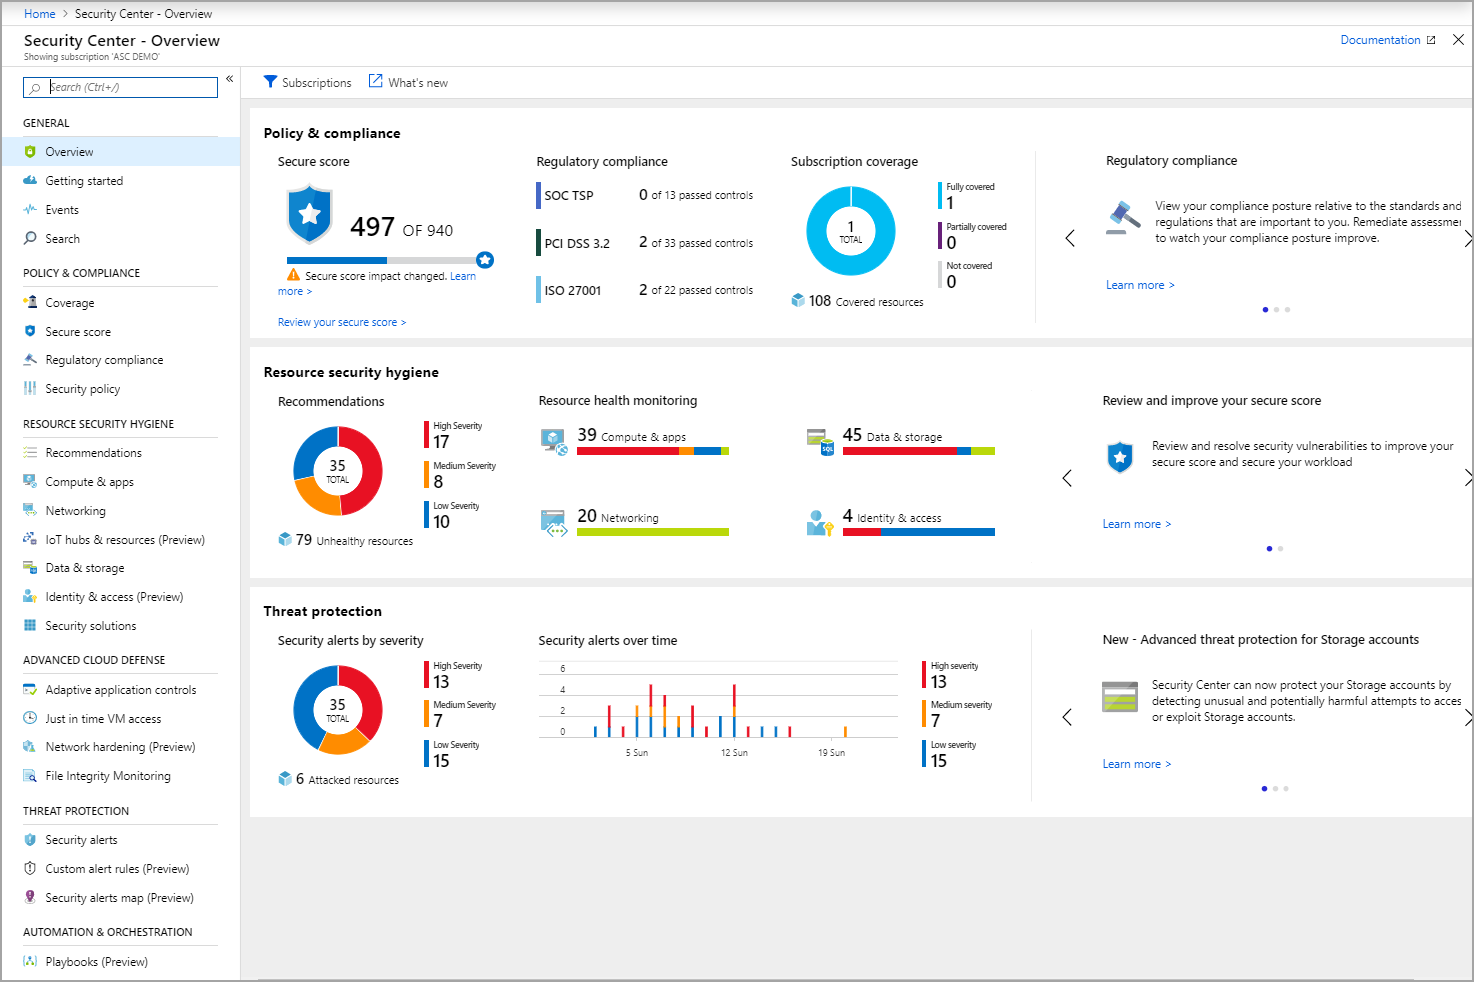 Home > Security Center - Overview
Security Center - Overview
Showing subscription 'ASC DEMO'
Documentation
Search (Ctrl+/)
«
GENERAL
Overview
Getting started
Events
Search
POLICY & COMPLIANCE
Coverage
Secure score
Regulatory compliance
Security policy
RESOURCE SECURITY HYGIENE
Recommendations
Compute & apps
Networking
IoT hubs & resources (Preview)
Data & storage
Identity & access (Preview)
Security solutions
ADVANCED CLOUD DEFENSE
Adaptive application controls
Just in time VM access
Network hardening (Preview)
File Integrity Monitoring
THREAT PROTECTION
Security alerts
Custom alert rules (Preview)
Security alerts map (Preview)
AUTOMATION & ORCHESTRATION
Playbooks (Preview)
Subscriptions
What's new
Policy & compliance
Secure score
497 OF 940
Secure score impact changed. Learn
more >
Review your secure score >
Regulatory compliance
SOC TSP 0 of 13 passed controls
PCI DSS 3.2 2 of 33 passed controls
ISO 27001 2 of 22 passed controls
Subscription coverage
1
TOTAL
Fully covered
1
Partially covered
0
Not covered
0
108 Covered resources
Regulatory compliance
View your compliance posture relative to the standards and
regulations that are important to you. Remediate assessmen
to watch your compliance posture improve.
Learn more >
Resource security hygiene
Recommendations
35
TOTAL
High Severity
17
Medium Severity
8
Low Severity
10
79 Unhealthy resources
Resource health monitoring
39 Compute & apps
45 Data & storage
SQL
20 Networking
4 Identity & access
Review and improve your secure score
Review and resolve security vulnerabilities to improve your
secure score and secure your workload
Learn more >
Threat protection
Security alerts by severity
35
TOTAL
High Severity
13
Medium Severity
7
Low Severity
15
6 Attacked resources
Security alerts over time
6
4
2
0
5 Sun
12 Sun
19 Sun
High severity
13
Medium severity
7
Low severity
15
New - Advanced threat protection for Storage accounts
Security Center can now protect your Storage accounts by
detecting unusual and potentially harmful attempts to acces
or exploit Storage accounts.
Learn more >